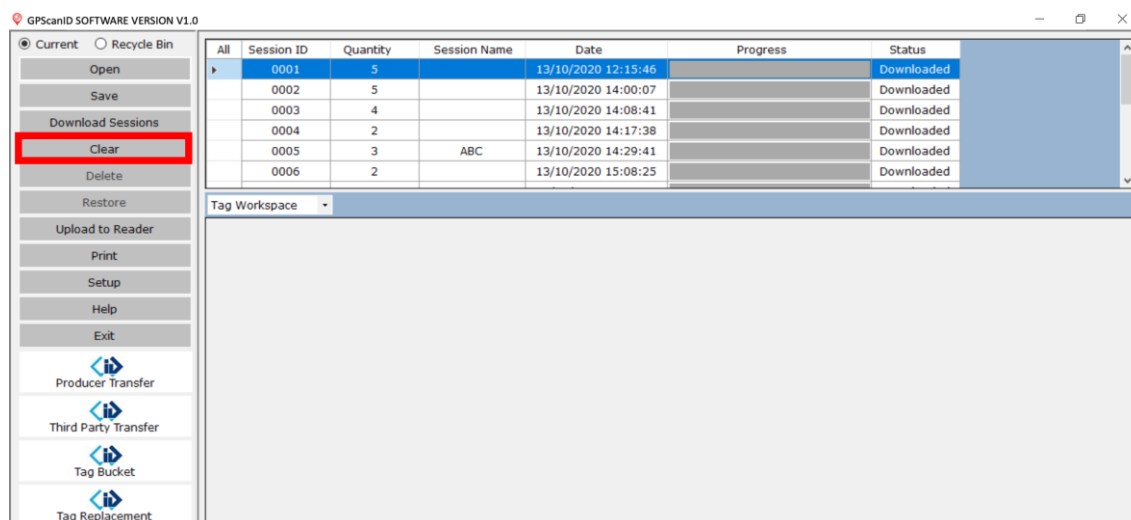 GPScanID SOFTWARE VERSION V1.0
Current Recycle Bin
Open
Save
Download Sessions
Clear
Delete
Restore
Upload to Reader
Print
Setup
Help
Exit
Producer Transfer
Third Party Transfer
Tag Bucket
Tag Replacement
All Session ID Quantity Session Name Date Progress Status
0001 5 13/10/2020 12:15:46 Downloaded
0002 5 13/10/2020 14:00:07 Downloaded
0003 4 13/10/2020 14:08:41 Downloaded
0004 2 13/10/2020 14:17:38 Downloaded
0005 3 ABC 13/10/2020 14:29:41 Downloaded
0006 2 13/10/2020 15:08:25 Downloaded
Tag Workspace